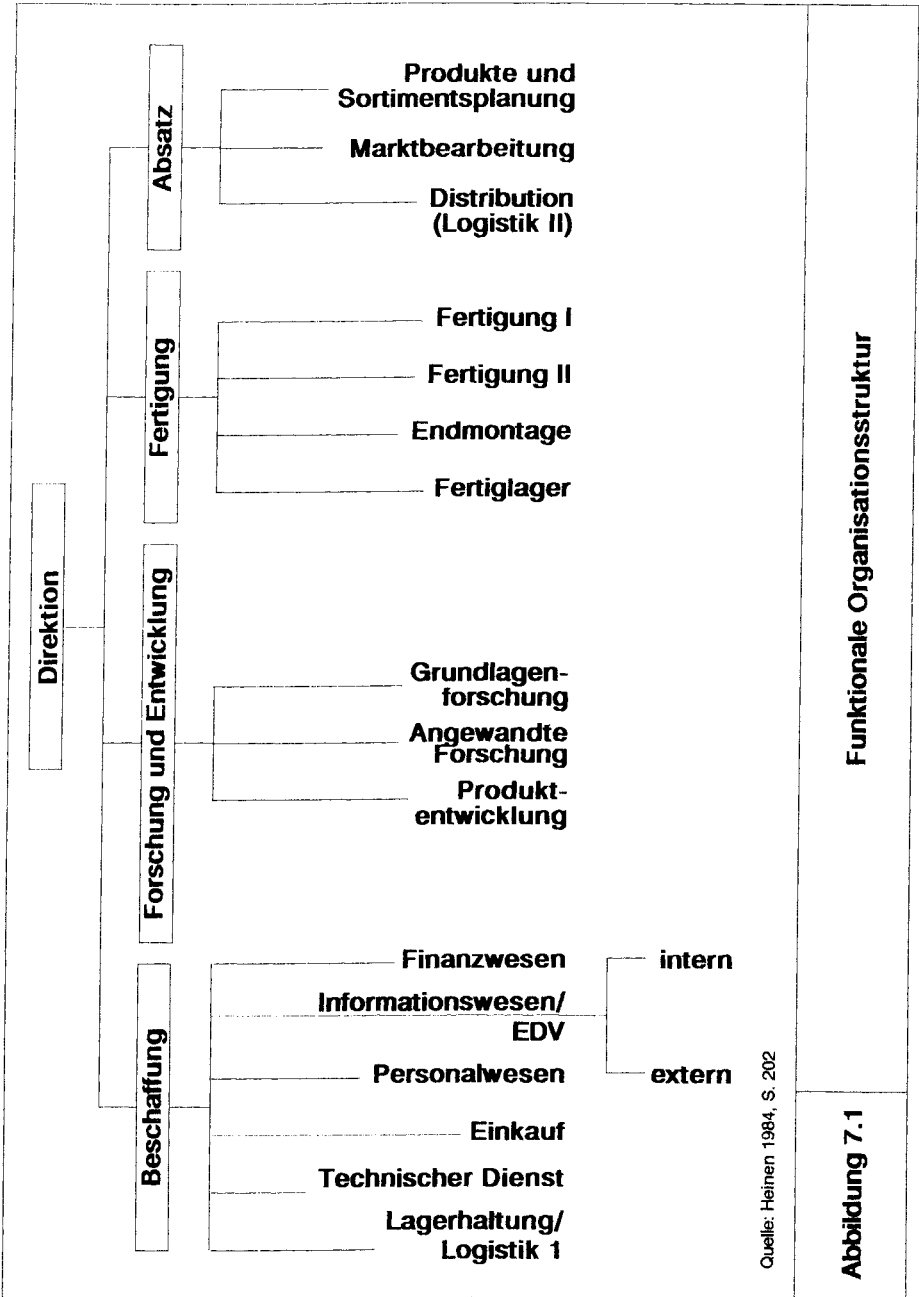 Direktion
Absatz
Produkte und
Sortimentsplanung
Marktbearbeitung
Distribution
(Logistik II)
Fertigung
Fertigung I
Fertigung II
Endmontage
Fertiglager
Forschung und Entwicklung
Grundlagen-
forschung
Angewandte
Forschung
Produkt-
entwicklung
Beschaffung
Finanzwesen
Informationswesen/
EDV
intern
extern
Personalwesen
Einkauf
Technischer Dienst
Lagerhaltung/
Logistik 1
Quelle: Heinen 1984, S. 202
Abbildung 7.1
Funktionale Organisationsstruktur